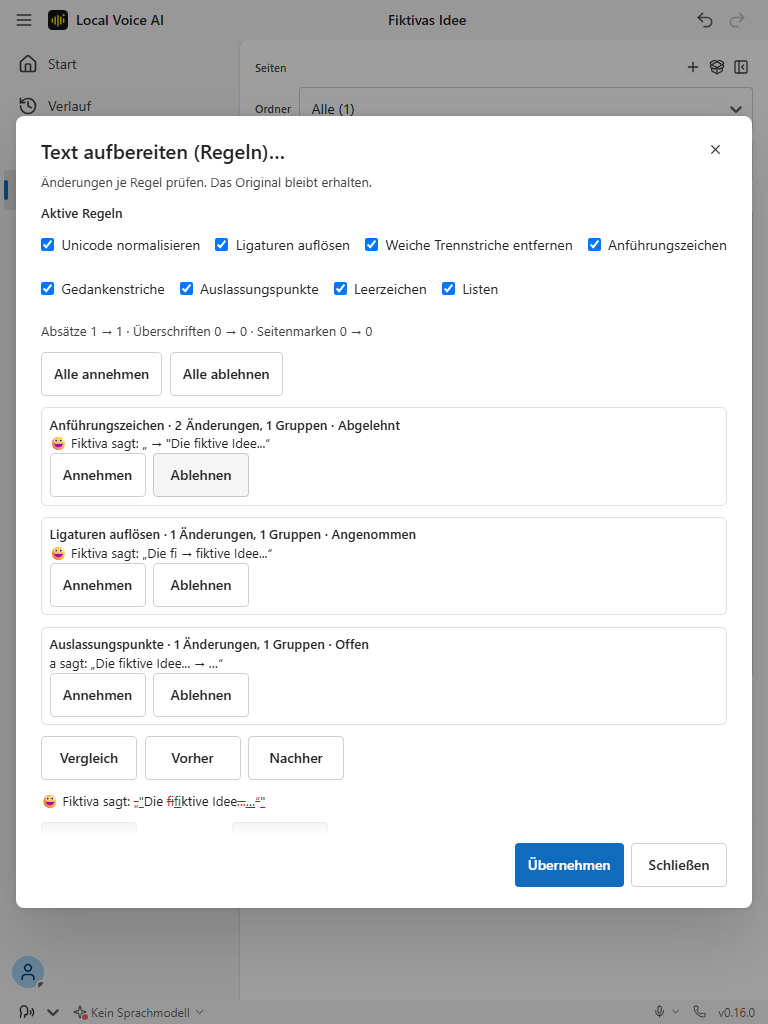 Local Voice AI
Fiktivas Idee
Start
Verlauf
Seiten
Ordner
Alle (1)
Text aufbereiten (Regeln)...
Änderungen je Regel prüfen. Das Original bleibt erhalten.
Aktive Regeln
Unicode normalisieren Ligaturen auflösen Weiche Trennstriche entfernen Anführungszeichen
Gedankenstriche Auslassungspunkte Leerzeichen Listen
Absätze 1 → 1 · Überschriften 0 → 0 · Seitenmarken 0 → 0
Alle annehmen Alle ablehnen
Anführungszeichen · 2 Änderungen, 1 Gruppen · Abgelehnt
😀 Fiktiva sagt: „ → "Die fiktive Idee...“
Annehmen Ablehnen
Ligaturen auflösen · 1 Änderungen, 1 Gruppen · Angenommen
😀 Fiktiva sagt: „Die ﬁ → fiktive Idee...“
Annehmen Ablehnen
Auslassungspunkte · 1 Änderungen, 1 Gruppen · Offen
a sagt: „Die fiktive Idee... → …“
Annehmen Ablehnen
Vergleich Vorher Nachher
😀 Fiktiva sagt: „"Die ﬁfiktive Idee...…“"
Übernehmen Schließen
Kein Sprachmodell
v0.16.0